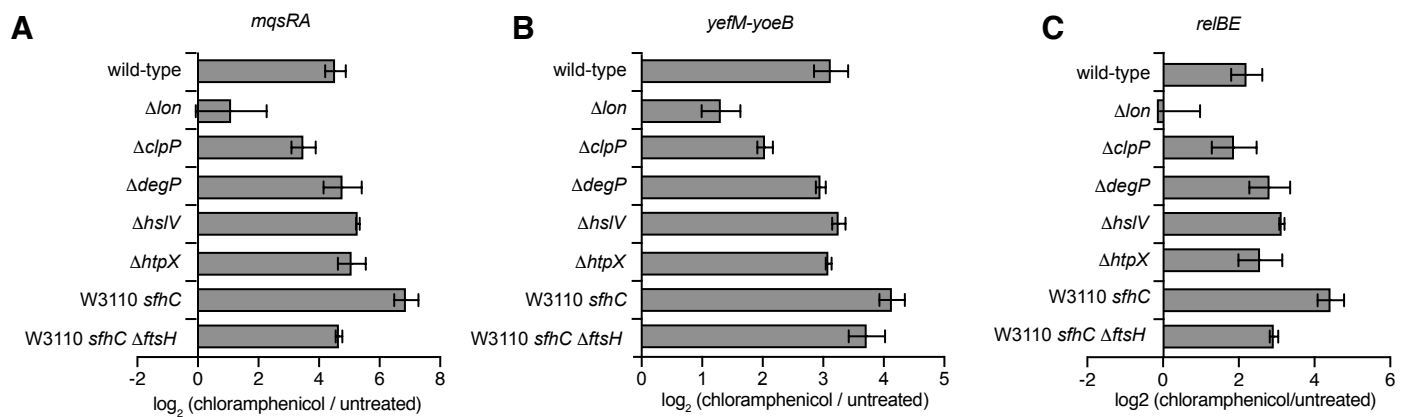 A
mqsRA
wild-type
Δlon
ΔclpP
ΔdegP
ΔhslV
ΔhtpX
W3110 sfhC
W3110 sfhC ΔftsH
-2 0 2 4 6 8
log2 (chloramphenicol / untreated)
B
yefM-yoeB
wild-type
Δlon
ΔclpP
ΔdegP
ΔhslV
ΔhtpX
W3110 sfhC
W3110 sfhC ΔftsH
0 1 2 3 4 5
log2 (chloramphenicol / untreated)
C
relBE
wild-type
Δlon
ΔclpP
ΔdegP
ΔhslV
ΔhtpX
W3110 sfhC
W3110 sfhC ΔftsH
-2 0 2 4 6
log2 (chloramphenicol/untreated)